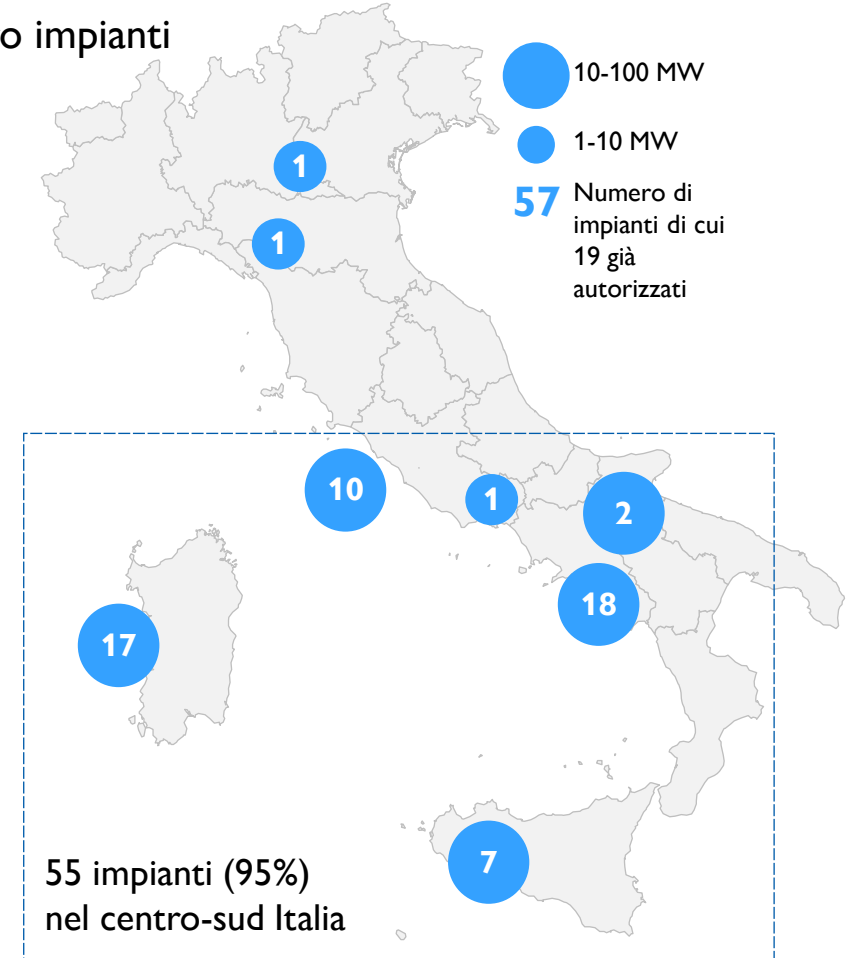 o impianti
10-100 MW
1-10 MW
57 Numero di
impianti di cui
19 già
autorizzati
1
1
10
1
2
18
17
7
55 impianti (95%)
nel centro-sud Italia